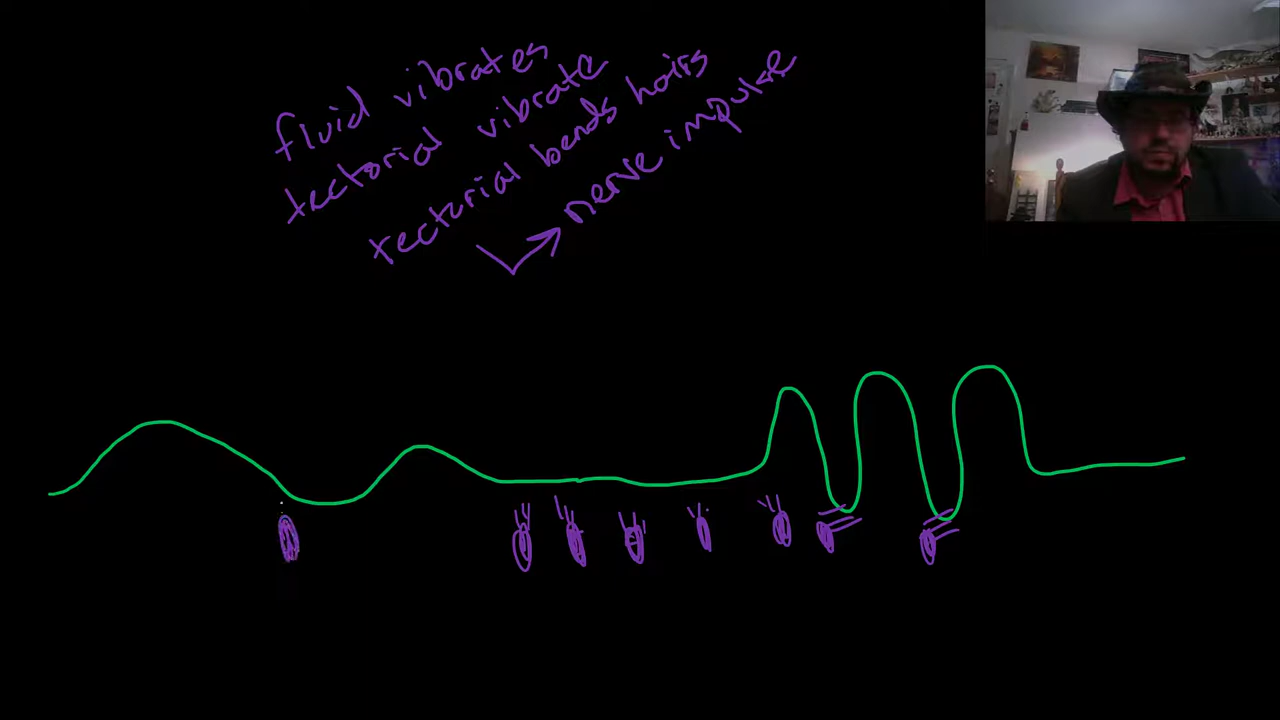 fluid vibrates
tectorial vibrate
tectorial bends hairs
nerve impulse